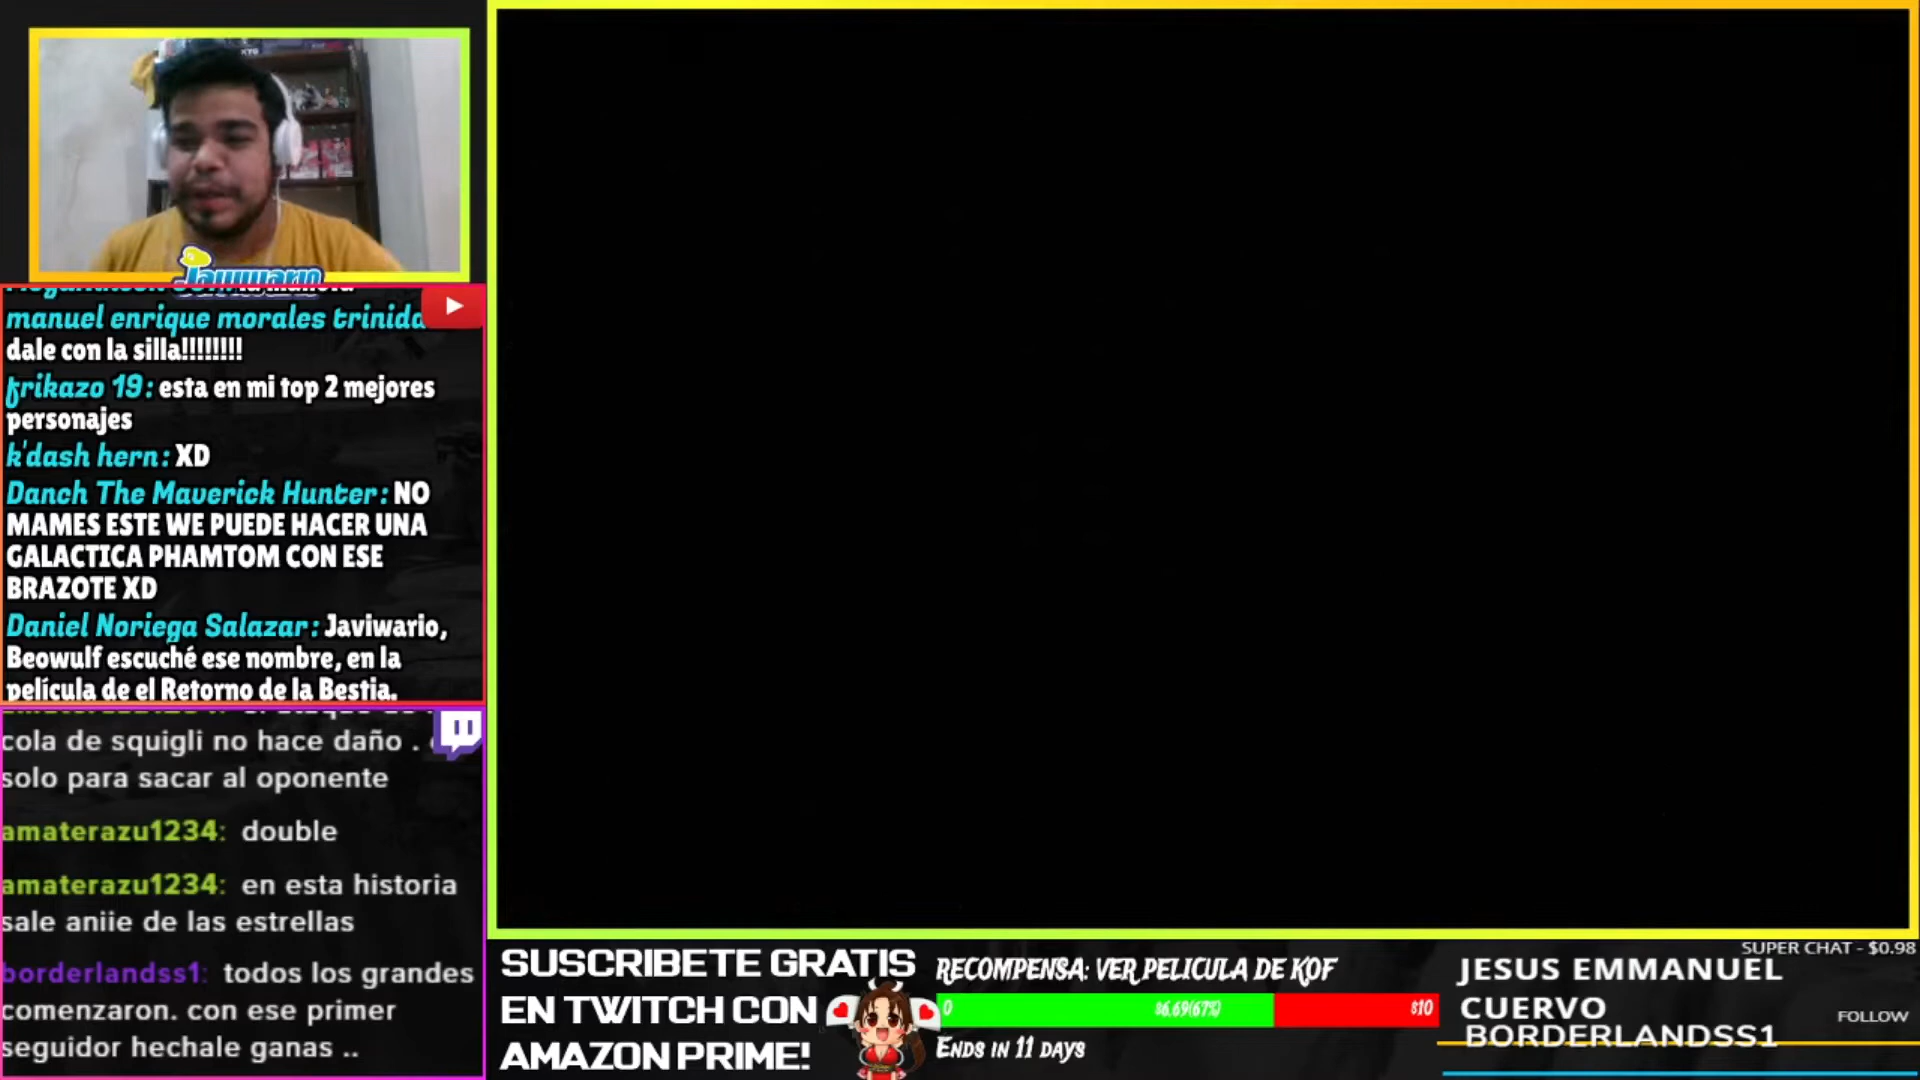 Javiwario
manuel enrique morales trinida
dale con la silla!!!!!!!!
frikazo 19: esta en mi top 2 mejores
personajes
k'dash hern: XD
Danch The Maverick Hunter: NO
MAMES ESTE WE PUEDE HACER UNA
GALACTICA PHAMTOM CON ESE
BRAZOTE XD
Daniel Noriega Salazar: Javiwario,
Beowulf escuché ese nombre, en la
película de el Retorno de la Bestia.
cola de squigli no hace daño .
solo para sacar al oponente
amaterazu1234: double
amaterazu1234: en esta historia
sale aniie de las estrellas
borderlandss1: todos los grandes
comenzaron. con ese primer
seguidor hechale ganas ..
SUSCRIBETE GRATIS
EN TWITCH CON
AMAZON PRIME!
RECOMPENSA: VER PELICULA DE KOF
0 $6.69(67%) $10
ENDS IN 11 DAYS
SUPER CHAT - $0.98
JESUS EMMANUEL
CUERVO
FOLLOW
BORDERLANDSS1